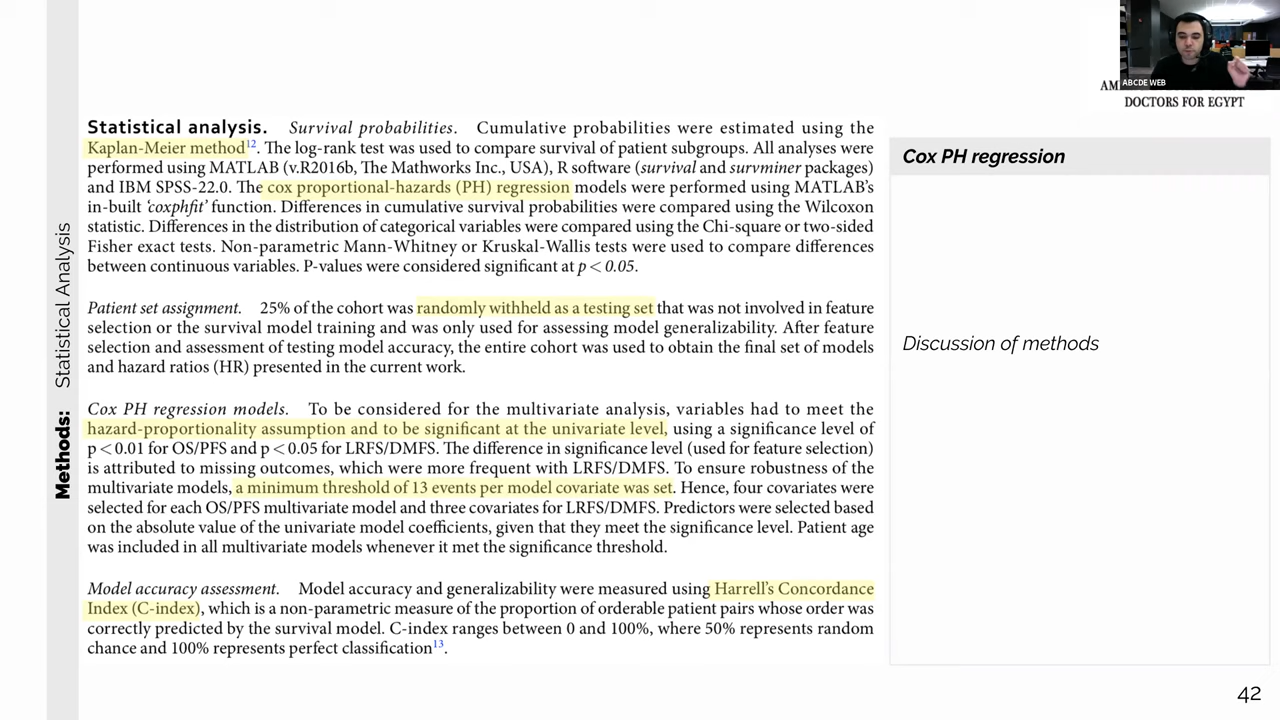 ABCDE WEB
AM
DOCTORS FOR EGYPT
Methods: Statistical Analysis
Statistical analysis. Survival probabilities. Cumulative probabilities were estimated using the
Kaplan-Meier method12. The log-rank test was used to compare survival of patient subgroups. All analyses were
performed using MATLAB (v.R2016b, The Mathworks Inc., USA), R software (survival and survminer packages)
and IBM SPSS-22.0. The cox proportional-hazards (PH) regression models were performed using MATLAB's
in-built ‘coxphfit’ function. Differences in cumulative survival probabilities were compared using the Wilcoxon
statistic. Differences in the distribution of categorical variables were compared using the Chi-square or two-sided
Fisher exact tests. Non-parametric Mann-Whitney or Kruskal-Wallis tests were used to compare differences
between continuous variables. P-values were considered significant at p < 0.05.
Patient set assignment. 25% of the cohort was randomly withheld as a testing set that was not involved in feature
selection or the survival model training and was only used for assessing model generalizability. After feature
selection and assessment of testing model accuracy, the entire cohort was used to obtain the final set of models
and hazard ratios (HR) presented in the current work.
Cox PH regression models. To be considered for the multivariate analysis, variables had to meet the
hazard-proportionality assumption and to be significant at the univariate level, using a significance level of
p < 0.01 for OS/PFS and p < 0.05 for LRFS/DMFS. The difference in significance level (used for feature selection)
is attributed to missing outcomes, which were more frequent with LRFS/DMFS. To ensure robustness of the
multivariate models, a minimum threshold of 13 events per model covariate was set. Hence, four covariates were
selected for each OS/PFS multivariate model and three covariates for LRFS/DMFS. Predictors were selected based
on the absolute value of the univariate model coefficients, given that they meet the significance level. Patient age
was included in all multivariate models whenever it met the significance threshold.
Model accuracy assessment. Model accuracy and generalizability were measured using Harrell's Concordance
Index (C-index), which is a non-parametric measure of the proportion of orderable patient pairs whose order was
correctly predicted by the survival model. C-index ranges between 0 and 100%, where 50% represents random
chance and 100% represents perfect classification13.
Cox PH regression
Discussion of methods
42